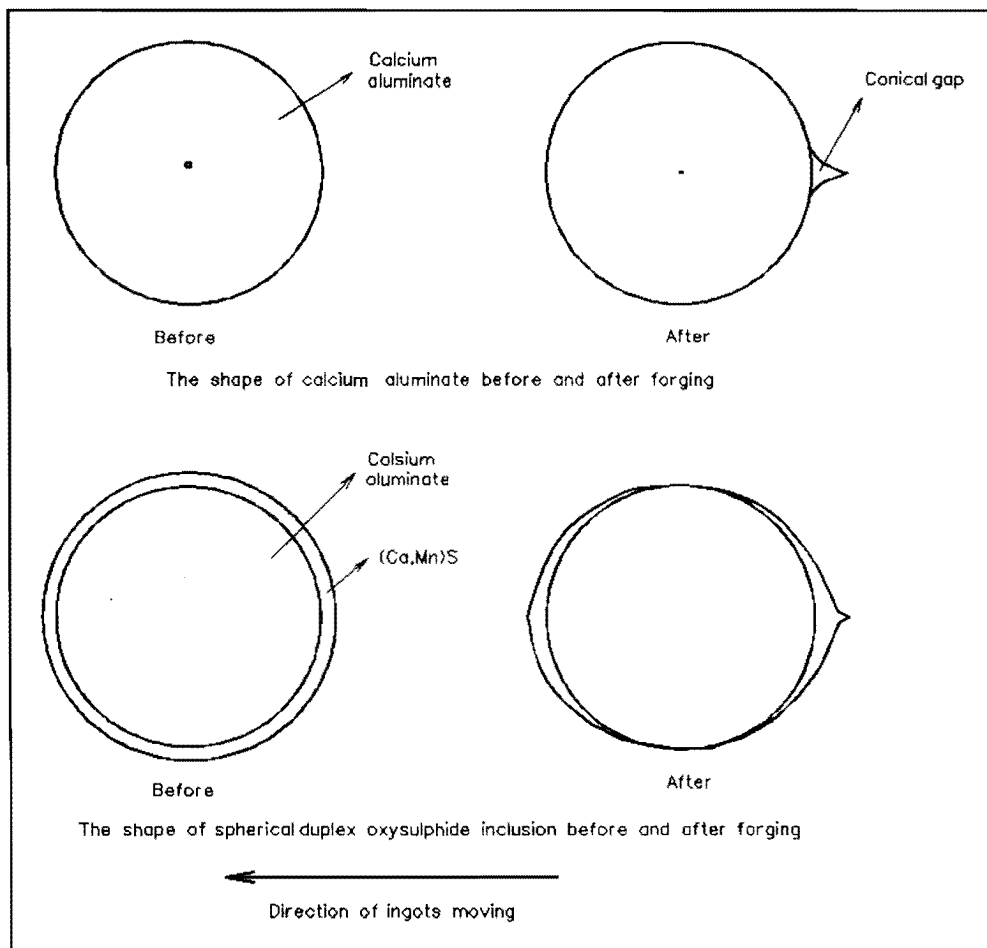 Calcium
aluminate
Conical gap
Before
After
The shape of calcium aluminate before and after forging
Calsium
aluminate
(Ca,Mn)S
Before
After
The shape of spherical duplex oxysulphide inclusion before and after forging
Direction of ingots moving